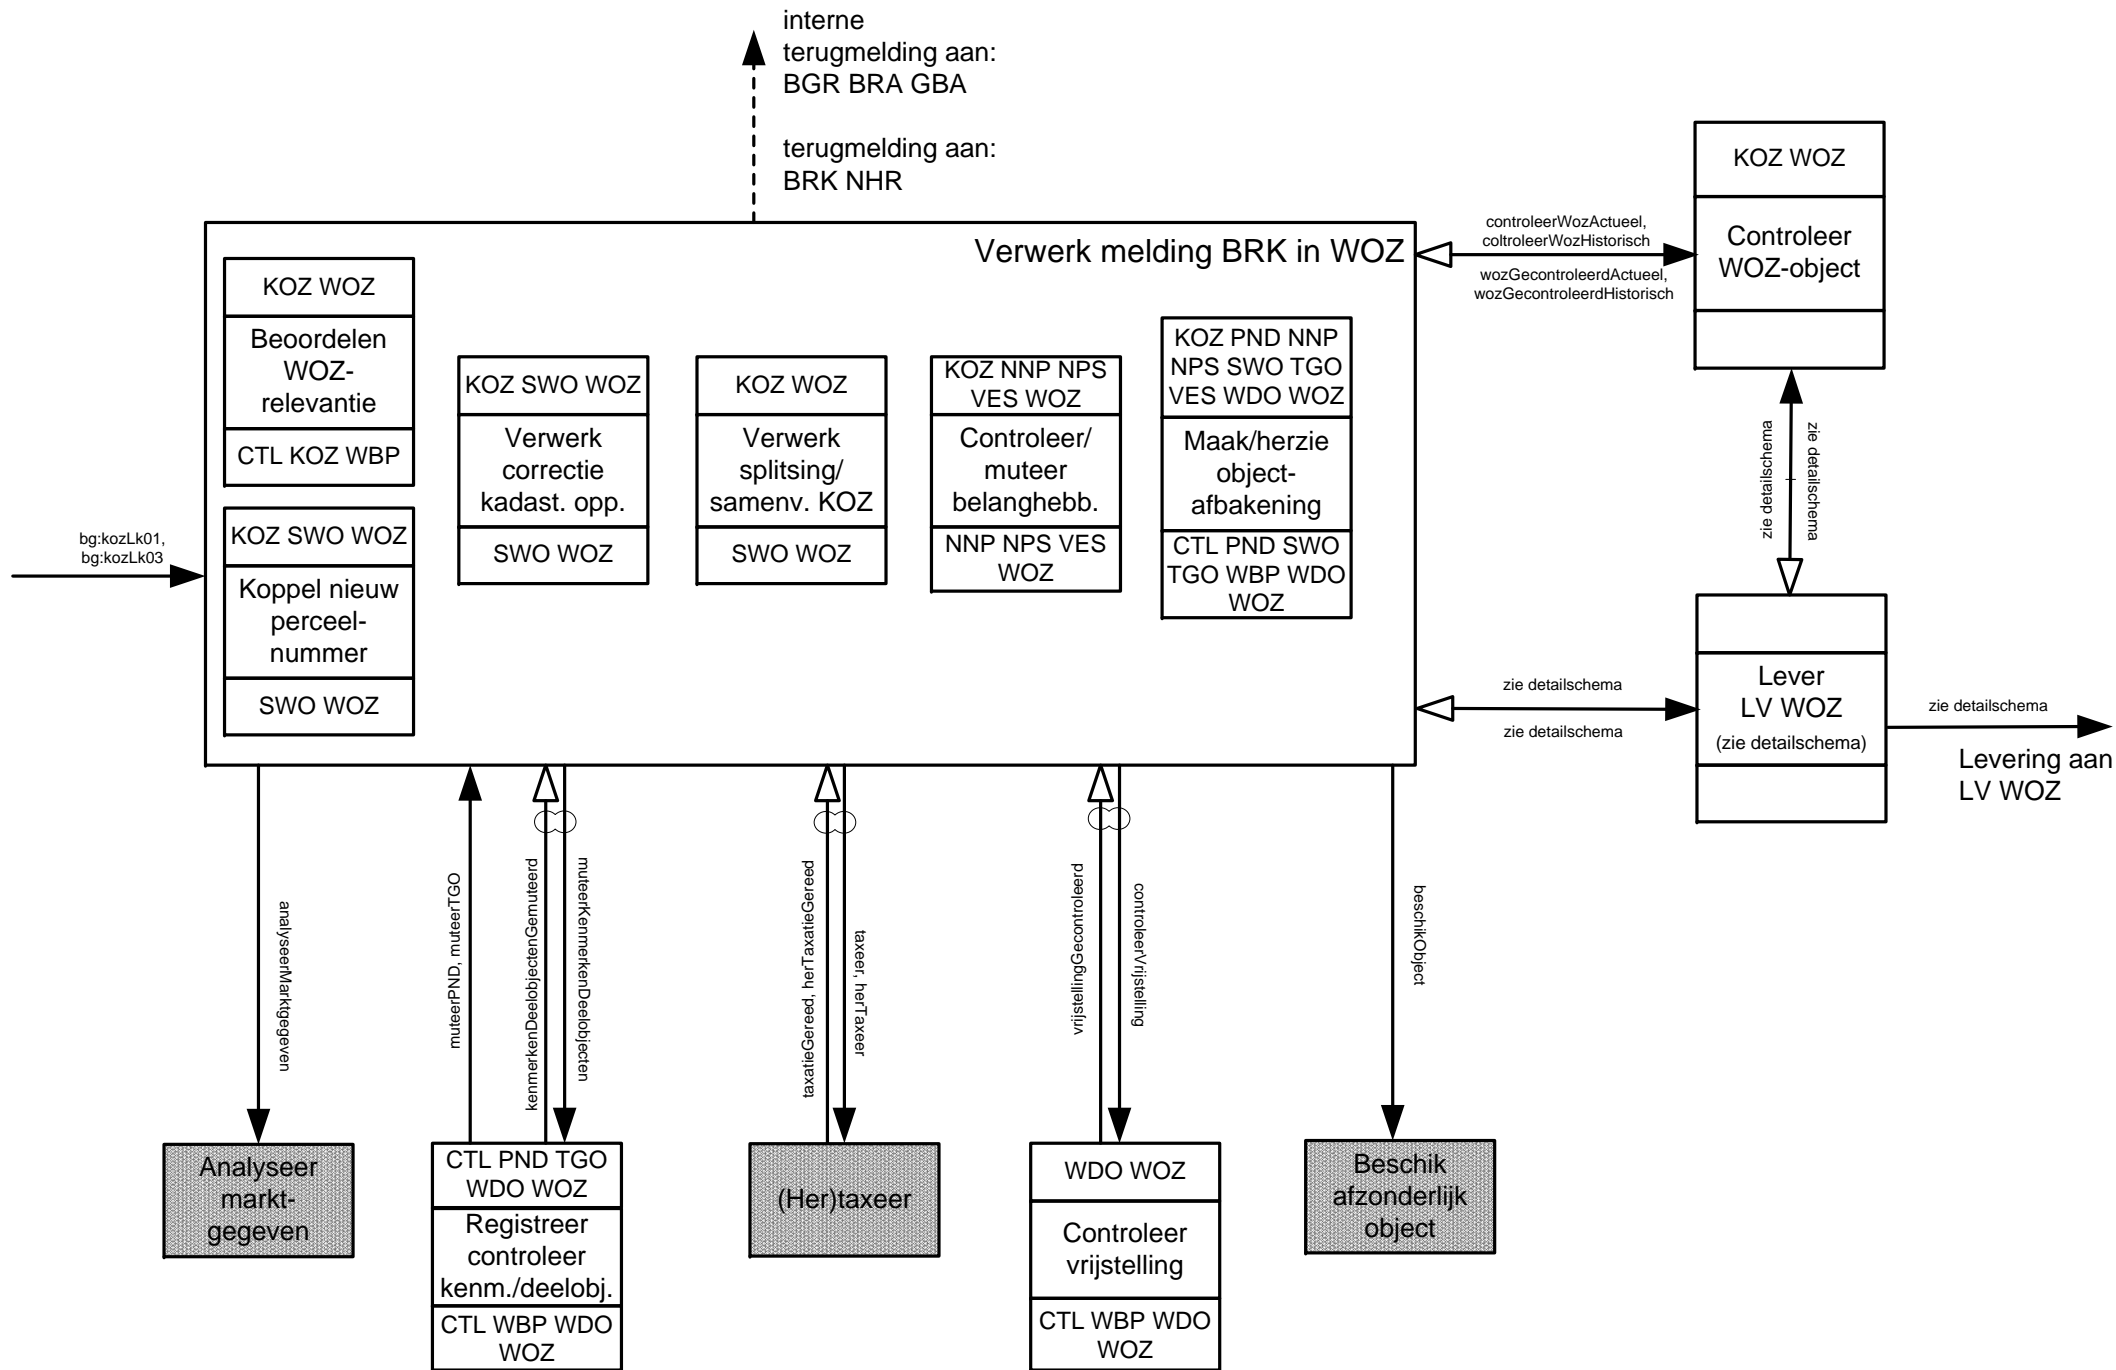 interne
terugmelding aan:
BGR BRA GBA
terugmelding aan:
BRK NHR
Verwerk melding BRK in WOZ
KOZ WOZ
Beoordelen
WOZ-
relevantie
CTL KOZ WBP
KOZ SWO WOZ
Koppel nieuw
perceel-
nummer
SWO WOZ
KOZ SWO WOZ
Verwerk
correctie
kadast. opp.
SWO WOZ
KOZ WOZ
Verwerk
splitsing/
samenv. KOZ
SWO WOZ
KOZ NNP NPS
VES WOZ
Controleer/
muteer
belanghebb.
NNP NPS VES
WOZ
KOZ PND NNP
NPS SWO TGO
VES WDO WOZ
Maak/herzie
object-
afbakening
CTL PND SWO
TGO WBP WDO
WOZ
bg:kozLk01,
bg:kozLk03
controleerWozActueel,
coltroleerWozHistorisch
wozGecontroleerdActueel,
wozGecontroleerdHistorisch
KOZ WOZ
Controleer
WOZ-object
zie detailschema
zie detailschema
zie detailschema
zie detailschema
Lever
LV WOZ
(zie detailschema)
zie detailschema
Levering aan
LV WOZ
analyseerMarktgegeven
muteerPND, muteerTGO
kenmerkenDeelobjectenGemuteerd
muteerKenmerkenDeelobjecten
taxatieGereed, herTaxatieGereed
taxeer, herTaxeer
vrijstellingGecontroleerd
controleerVrijstelling
beschikObject
Analyseer
markt-
gegeven
CTL PND TGO
WDO WOZ
Registreer
controleer
kenm./deelobj.
CTL WBP WDO
WOZ
(Her)taxeer
WDO WOZ
Controleer
vrijstelling
CTL WBP WDO
WOZ
Beschik
afzonderlijk
object